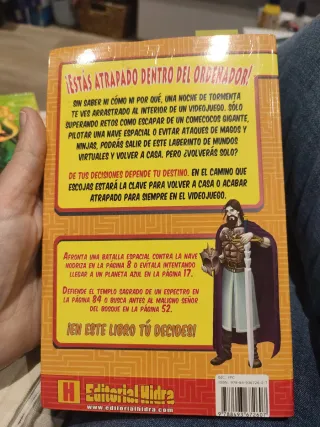 ¡ESTÁS ATRAPADO DENTRO DEL ORDENADOR!
SIN SABER NI CÓMO NI POR QUÉ, UNA NOCHE DE TORMENTA
TE VES ARRASTRADO AL INTERIOR DE UN VIDEOJUEGO. SÓLO
SUPERANDO RETOS COMO ESCAPAR DE UN COMECOCOS GIGANTE,
PILOTAR UNA NAVE ESPACIAL O EVITAR ATAQUES DE MAGOS Y
NINJAS, PODRÁS SALIR DE ESTE LABERINTO DE MUNDOS
VIRTUALES Y VOLVER A CASA. PERO ¿VOLVERÁS SOLO?
DE TUS DECISIONES DEPENDE TU DESTINO. EN EL CAMINO QUE
ESCOJAS ESTARÁ LA CLAVE PARA VOLVER A CASA O ACABAR
ATRAPADO PARA SIEMPRE EN EL VIDEOJUEGO.
AFRONTA UNA BATALLA ESPACIAL CONTRA LA NAVE
NODRIZA EN LA PÁGINA 8 O EVÍTALA INTENTANDO
LLEGAR A UN PLANETA AZUL EN LA PÁGINA 17.
DEFIENDE EL TEMPLO SAGRADO DE UN ESPECTRO EN
LA PÁGINA 84 O BUSCA ANTES AL MALIGNO SEÑOR
DEL BOSQUE EN LA PÁGINA 52.
¡EN ESTE LIBRO TÚ DECIDES!
H Editorial Hidra
www.editorialhidra.com